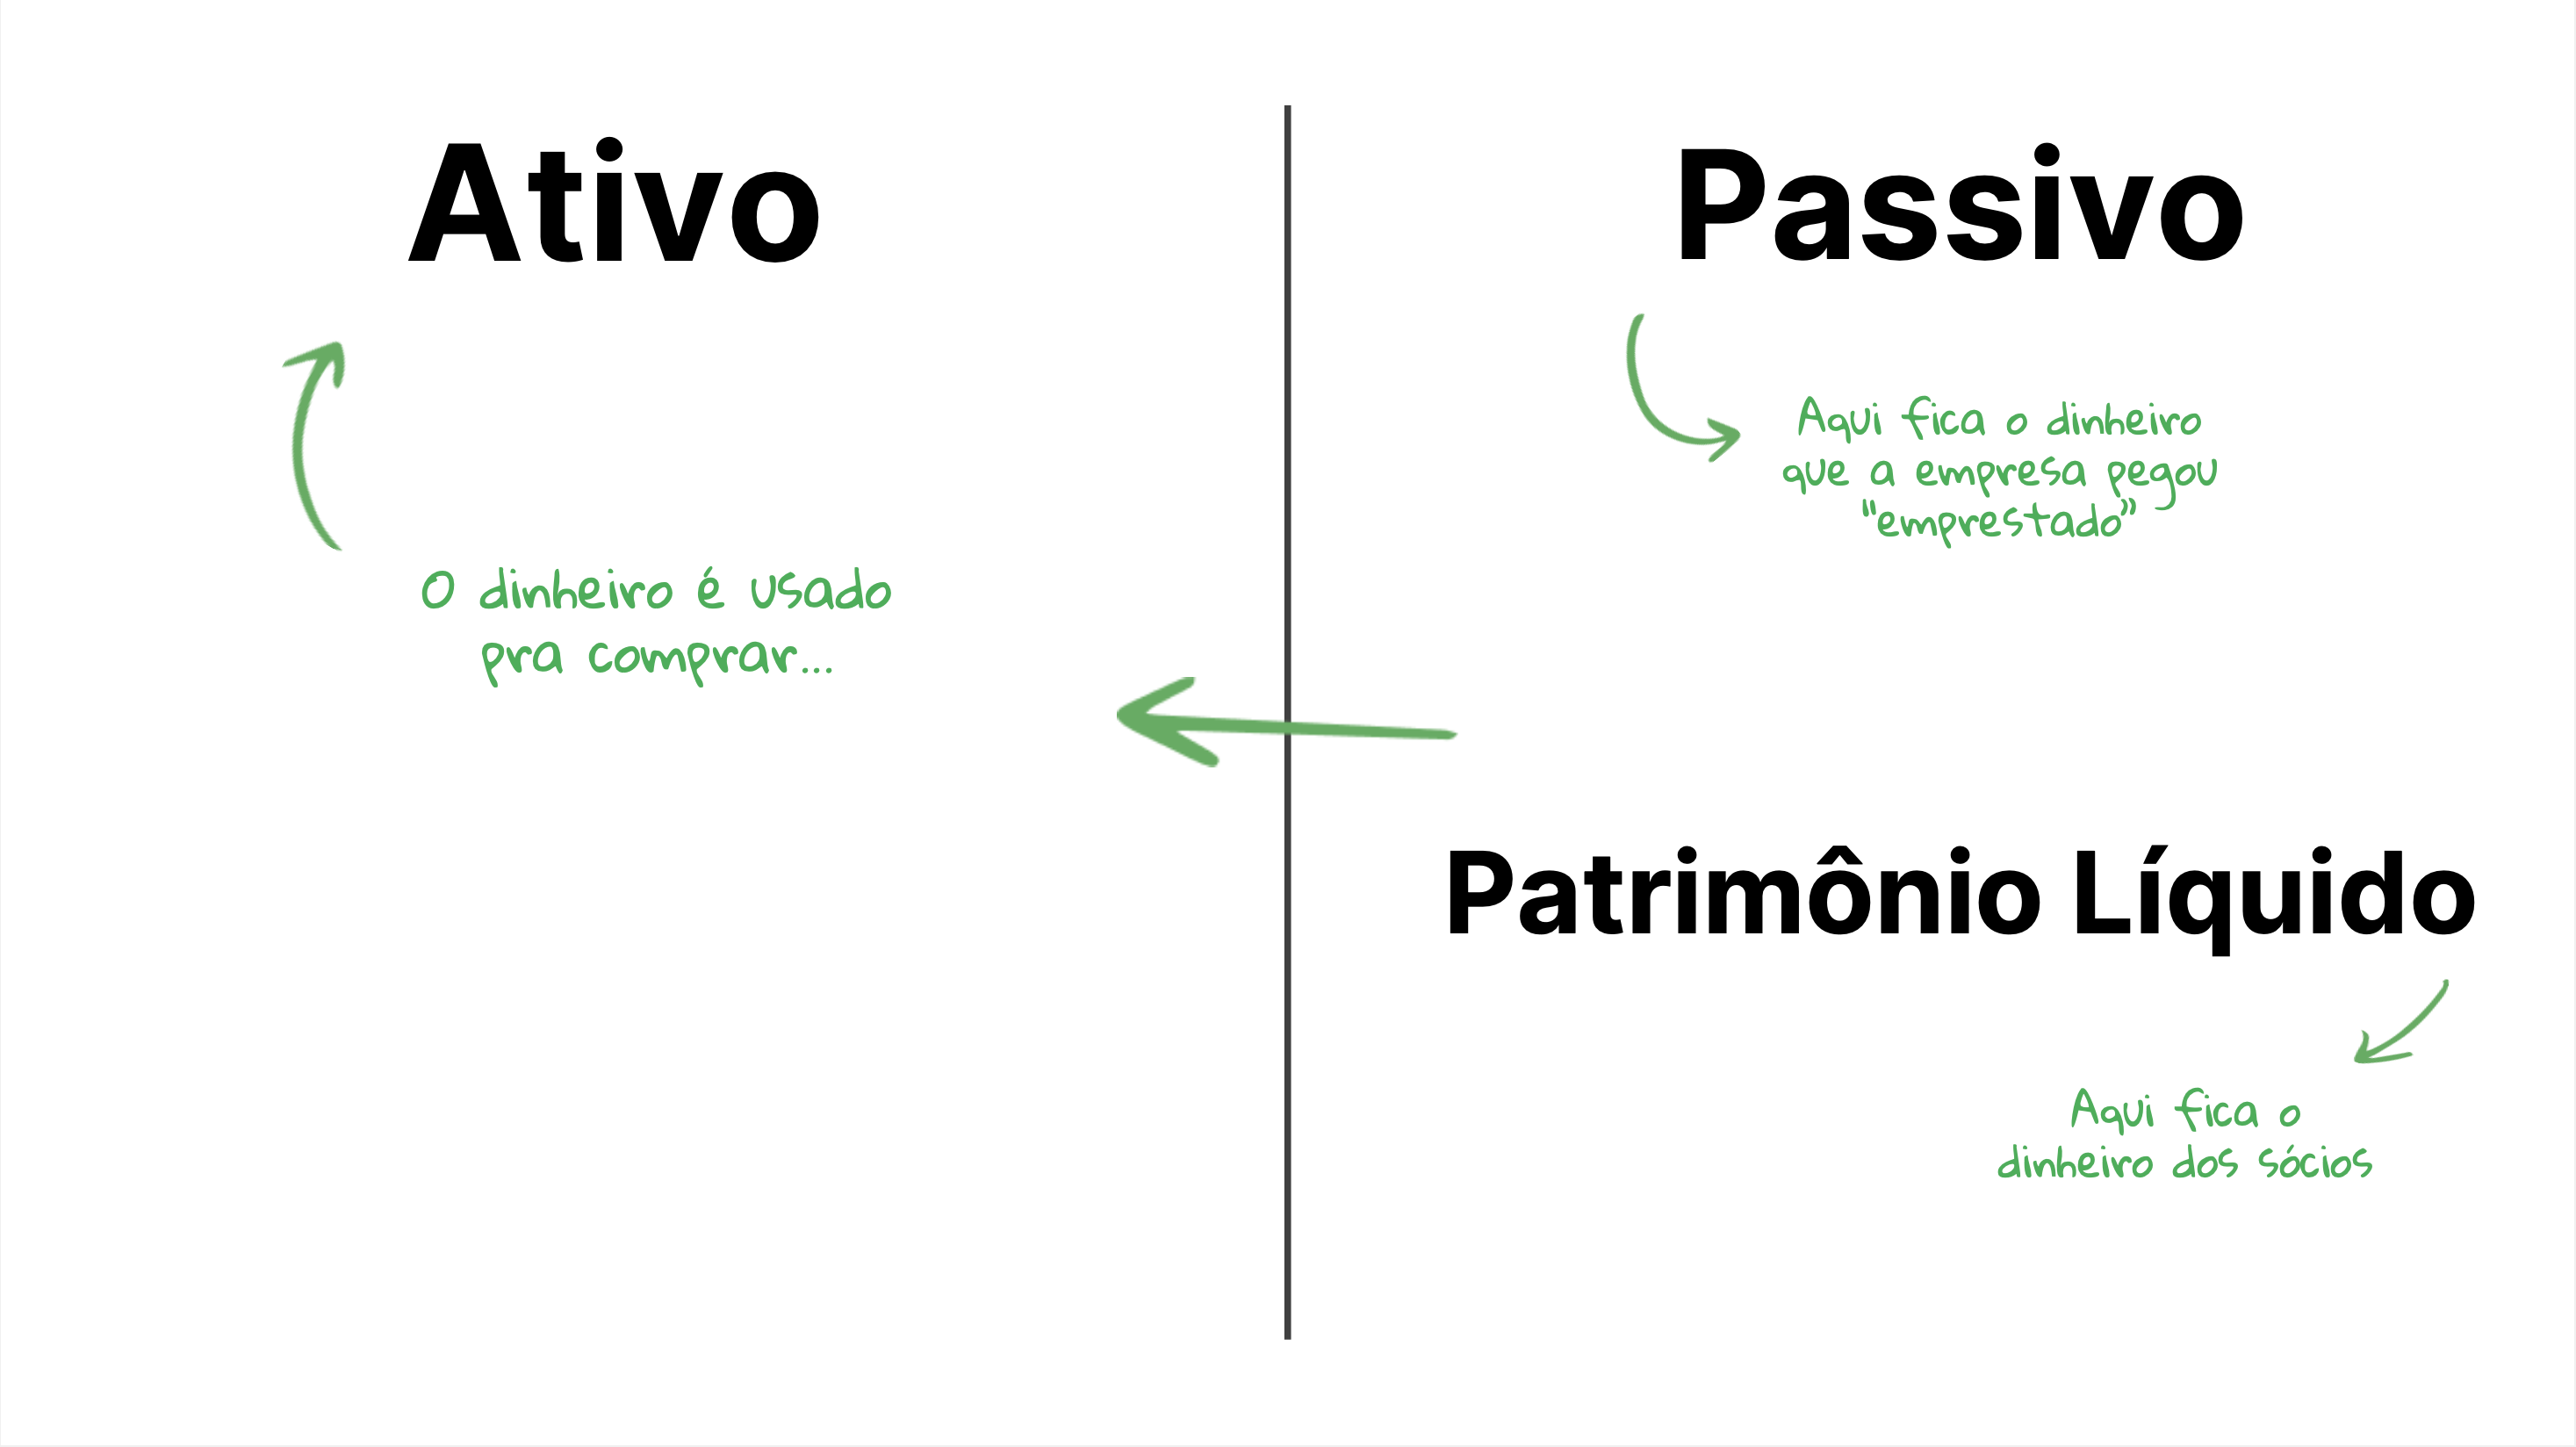 Ativo
O dinheiro é usado
pra comprar...
Passivo
Aqui fica o dinheiro
que a empresa pegou
"emprestado"
Patrimônio Líquido
Aqui fica o
dinheiro dos sócios